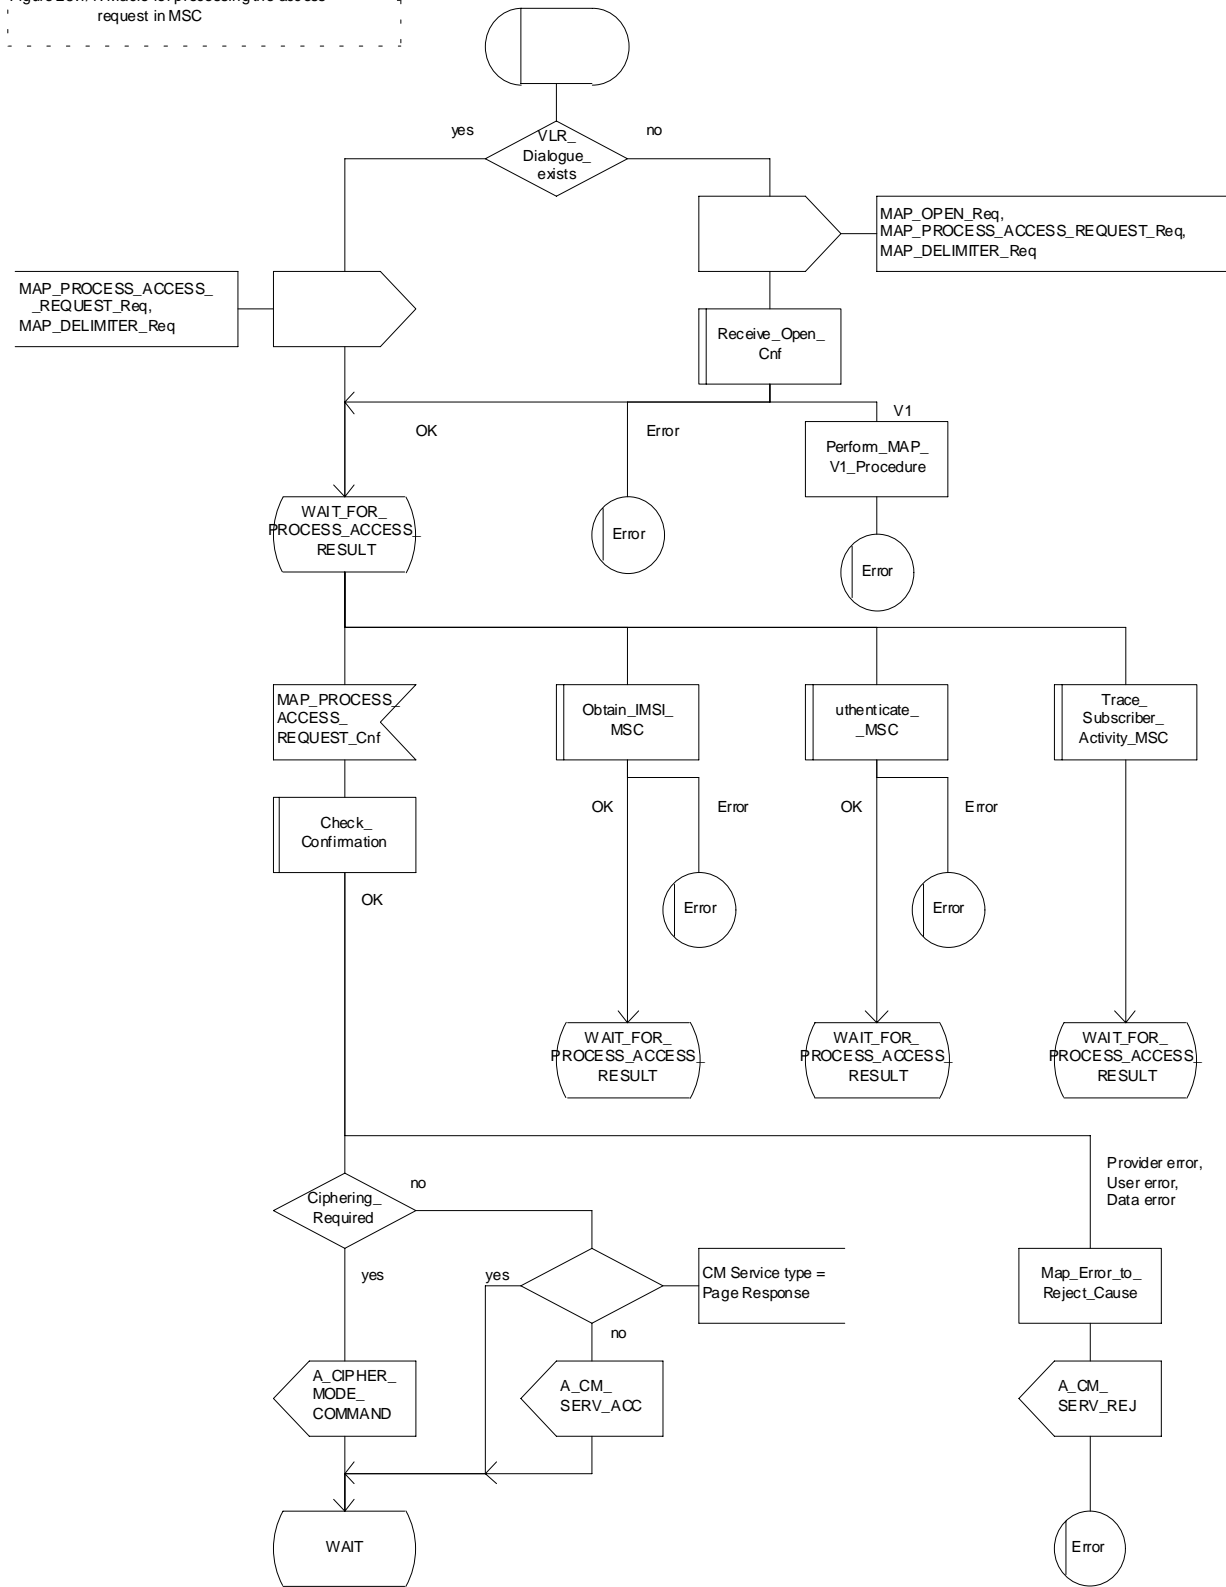 request in MSC
yes
no
VLR_
Dialogue_
exists
MAP_OPEN_Req,
MAP_PROCESS_ACCESS_REQUEST_Req,
MAP_DELIMITER_Req
MAP_PROCESS_ACCESS_
_REQUEST_Req,
MAP_DELIMITER_Req
Receive_Open_
Cnf
OK
Error
V1
Perform_MAP_
V1_Procedure
WAIT_FOR_
PROCESS_ACCESS_
RESULT
Error
Error
MAP_PROCESS_
ACCESS_
REQUEST_Cnf
Obtain_IMSI_
MSC
uthenticate_
_MSC
Trace_
Subscriber_
Activity_MSC
Check_
Confirmation
OK
Error
OK
Error
OK
Error
Error
WAIT_FOR_
PROCESS_ACCESS_
RESULT
WAIT_FOR_
PROCESS_ACCESS_
RESULT
WAIT_FOR_
PROCESS_ACCESS_
RESULT
Provider error,
User error,
Data error
Ciphering_
Required
no
yes
yes
CM Service type =
Page Response
no
Map_Error_to_
Reject_Cause
A_CIPHER_
MODE_
COMMAND
A_CM_
SERV_ACC
A_CM_
SERV_REJ
WAIT
Error